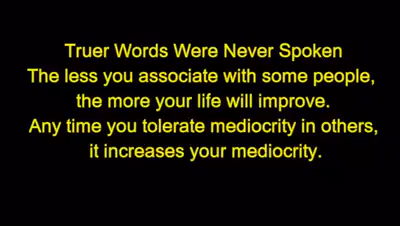 Truer Words Were Never Spoken
The less you associate with some people,
the more your life will improve.
Any time you tolerate mediocrity in others,
it increases your mediocrity.